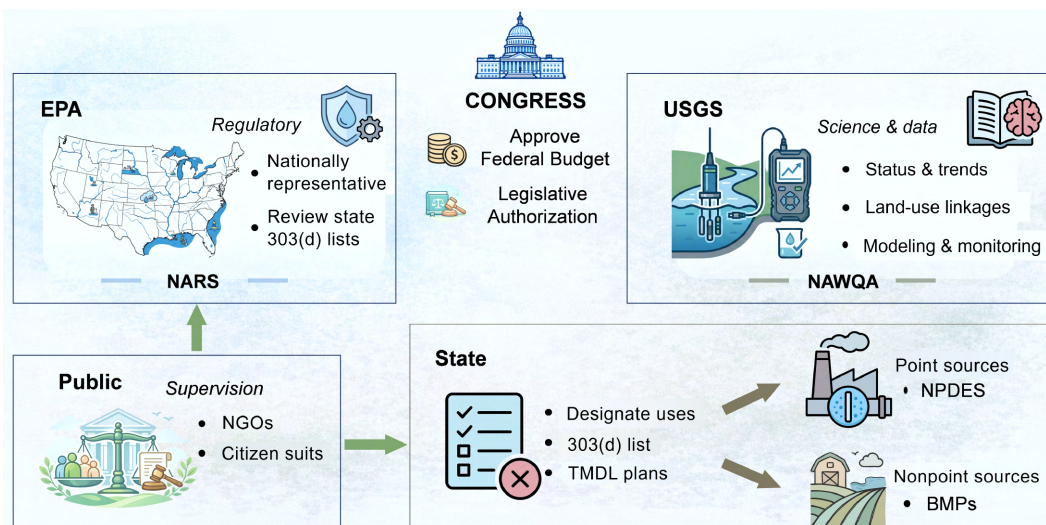 EPA
Regulatory
Nationally
representative
Review state
303(d) lists
NARS
CONGRESS
Approve
Federal Budget
Legislative
Authorization
USGS
Science & data
Status & trends
Land-use linkages
Modeling & monitoring
NAWQA
Public
Supervision
NGOs
Citizen suits
State
Designate uses
303(d) list
TMDL plans
Point sources
NPDES
Nonpoint sources
BMPs